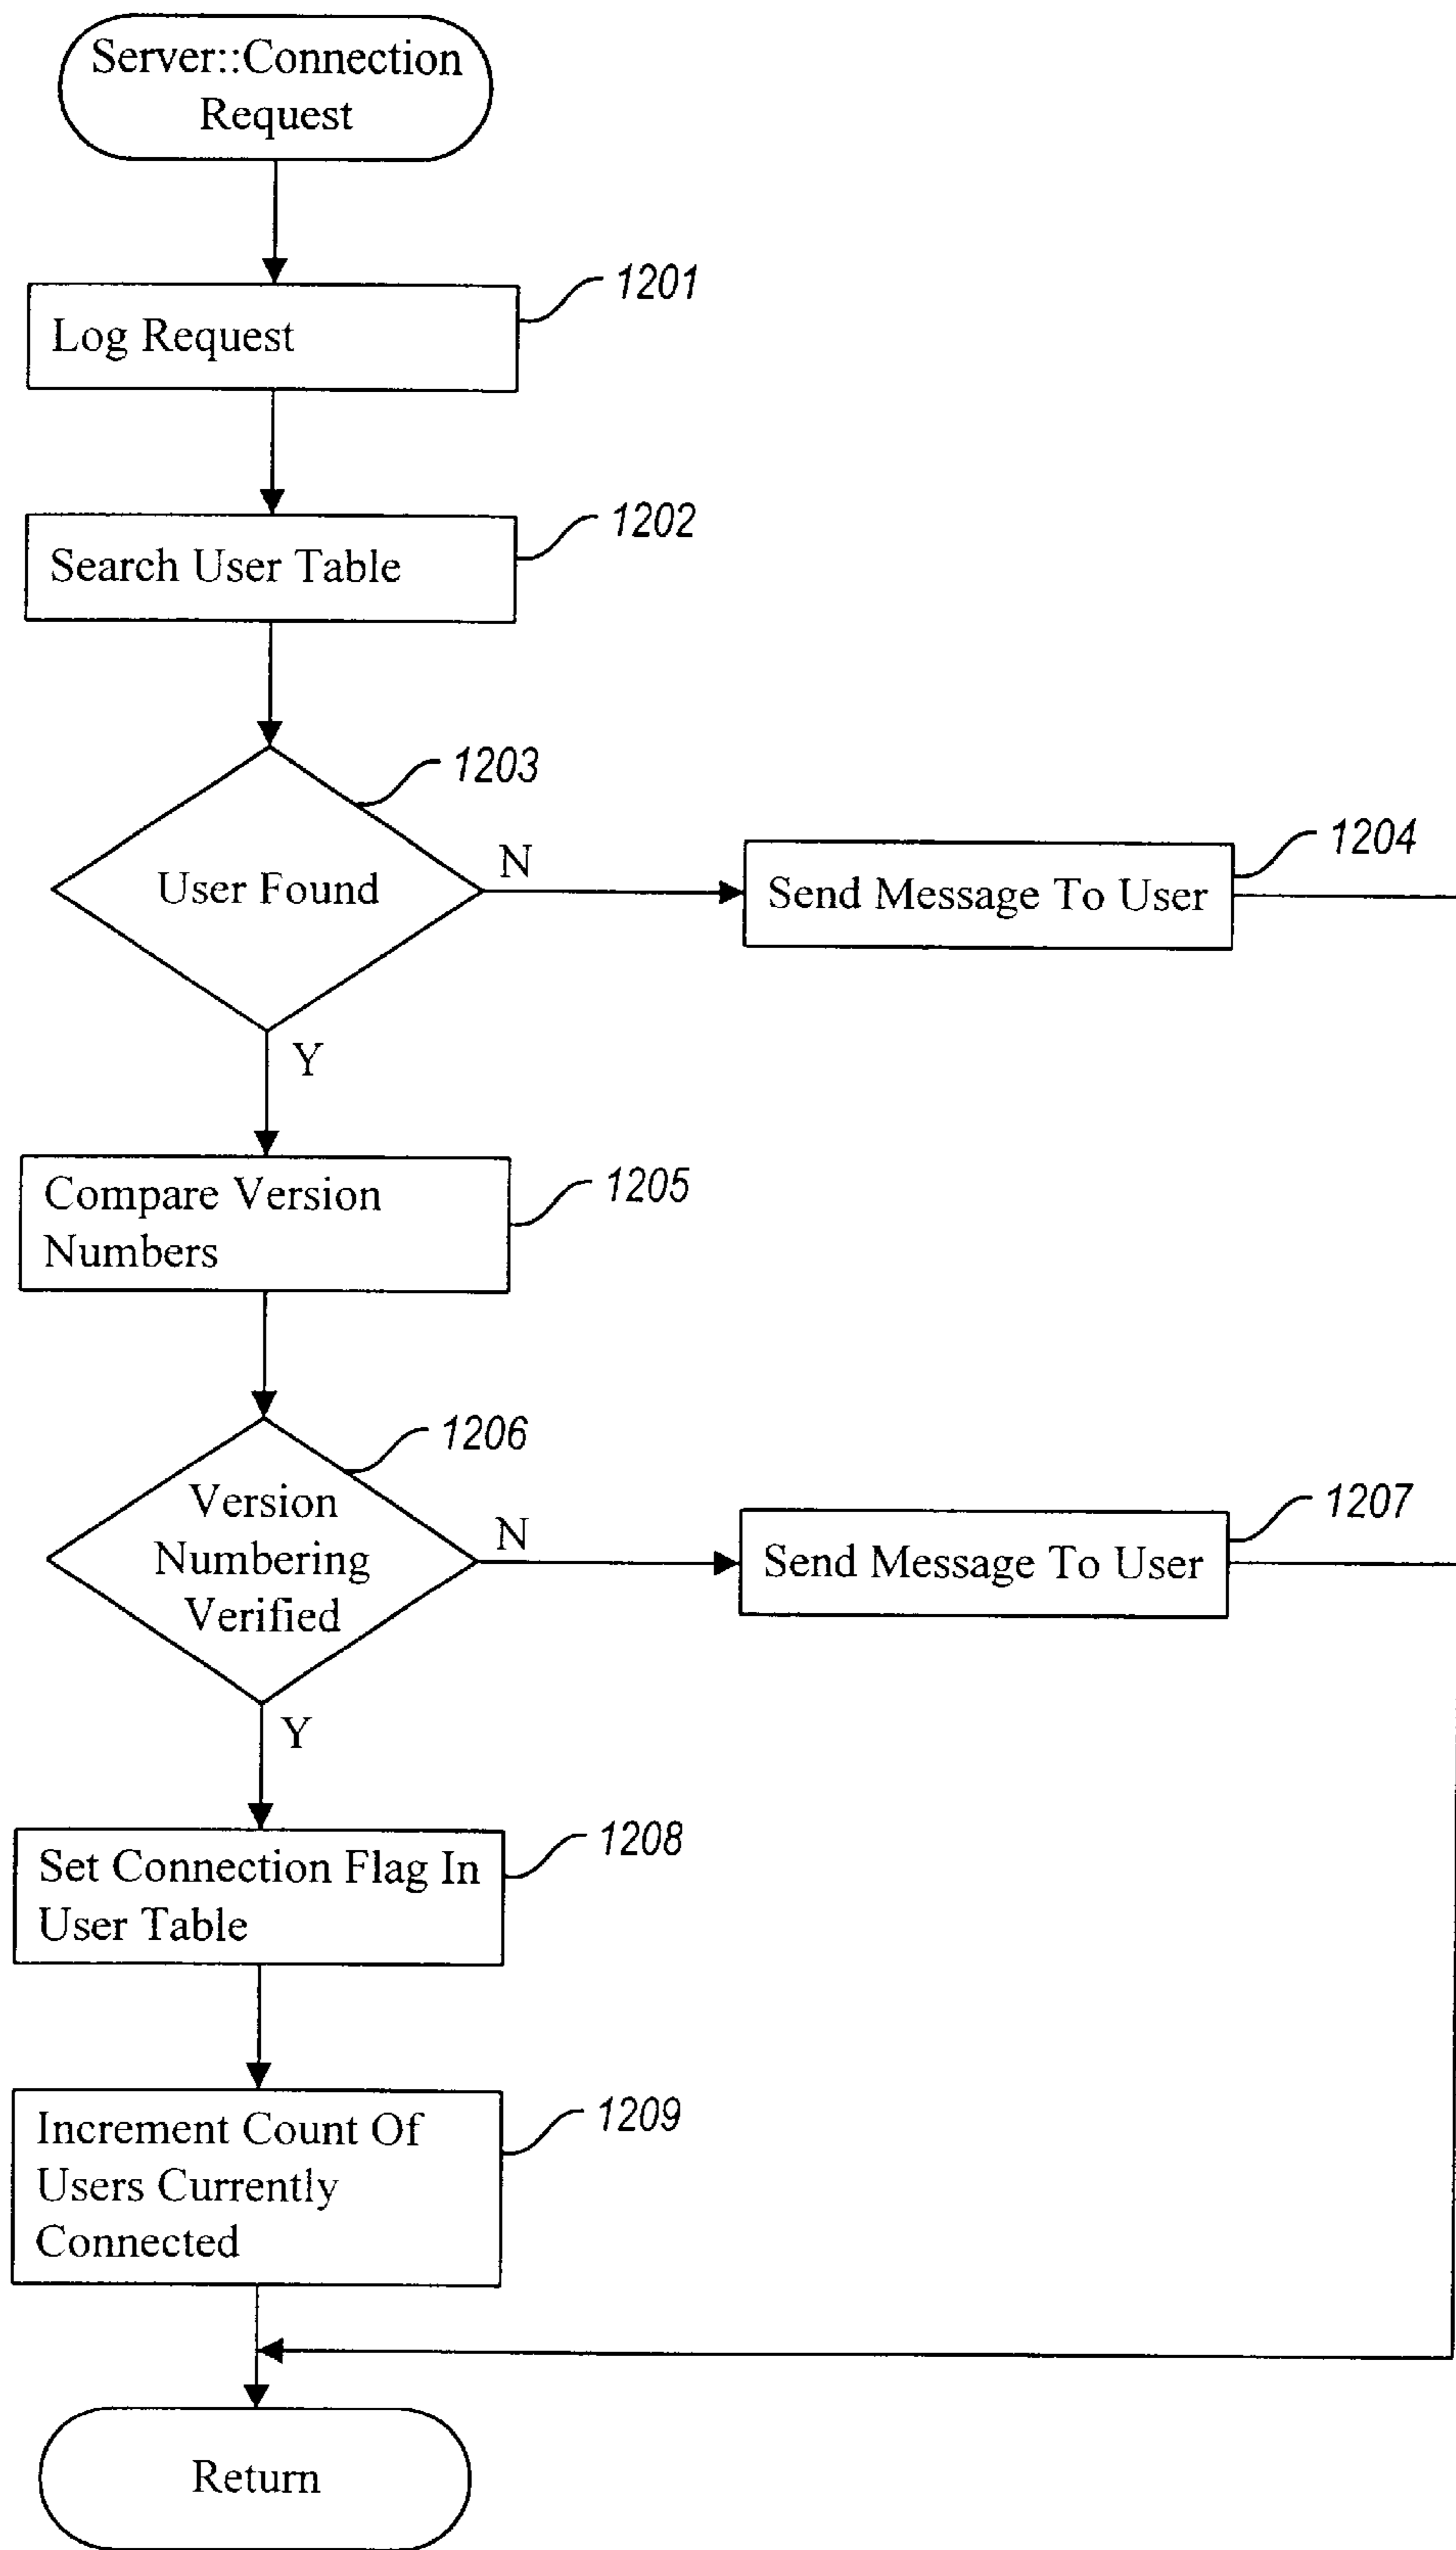 Server::Connection
Request
1201
Log Request
1202
Search User Table
1203
User Found
N
1204
Send Message To User
Y
1205
Compare Version
Numbers
1206
Version
Numbering
Verified
N
1207
Send Message To User
Y
1208
Set Connection Flag In
User Table
1209
Increment Count Of
Users Currently
Connected
Return